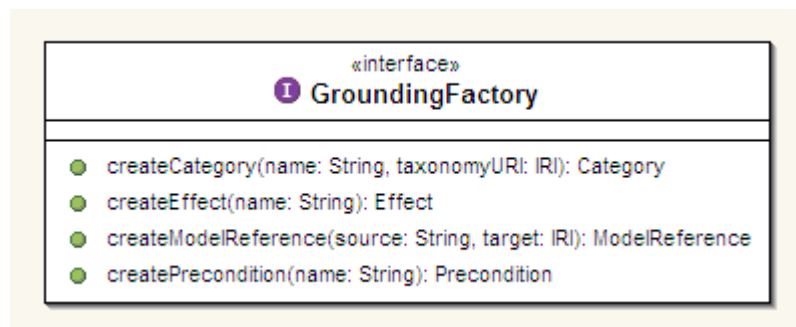 «interface»
I GroundingFactory
createCategory(name: String, taxonomyURI: IRI): Category
createEffect(name: String): Effect
createModelReference(source: String, target: IRI): ModelReference
createPrecondition(name: String): Precondition